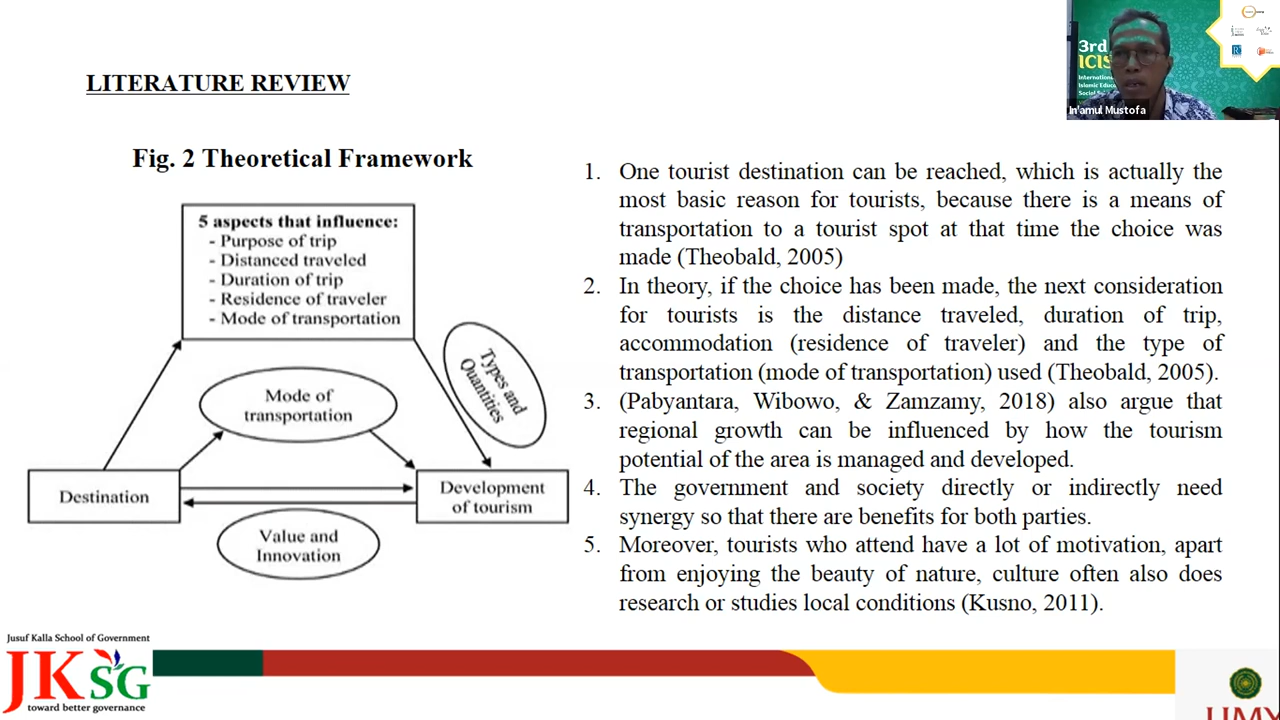 LITERATURE REVIEW
Fig. 2 Theoretical Framework
5 aspects that influence:
- Purpose of trip
- Distanced traveled
- Duration of trip
- Residence of traveler
- Mode of transportation
Types and
Quantities
Mode of
transportation
Destination
Development
of tourism
Value and
Innovation
1. One tourist destination can be reached, which is actually the
most basic reason for tourists, because there is a means of
transportation to a tourist spot at that time the choice was
made (Theobald, 2005)
2. In theory, if the choice has been made, the next consideration
for tourists is the distance traveled, duration of trip,
accommodation (residence of traveler) and the type of
transportation (mode of transportation) used (Theobald, 2005).
3. (Pabyantara, Wibowo, & Zamzamy, 2018) also argue that
regional growth can be influenced by how the tourism
potential of the area is managed and developed.
4. The government and society directly or indirectly need
synergy so that there are benefits for both parties.
5. Moreover, tourists who attend have a lot of motivation, apart
from enjoying the beauty of nature, culture often also does
research or studies local conditions (Kusno, 2011).
3rd
ICIS
International
Islamic Educa
Social
In'amul Mustofa
Jusuf Kalla School of Government
JKSG
toward better governance
UMY